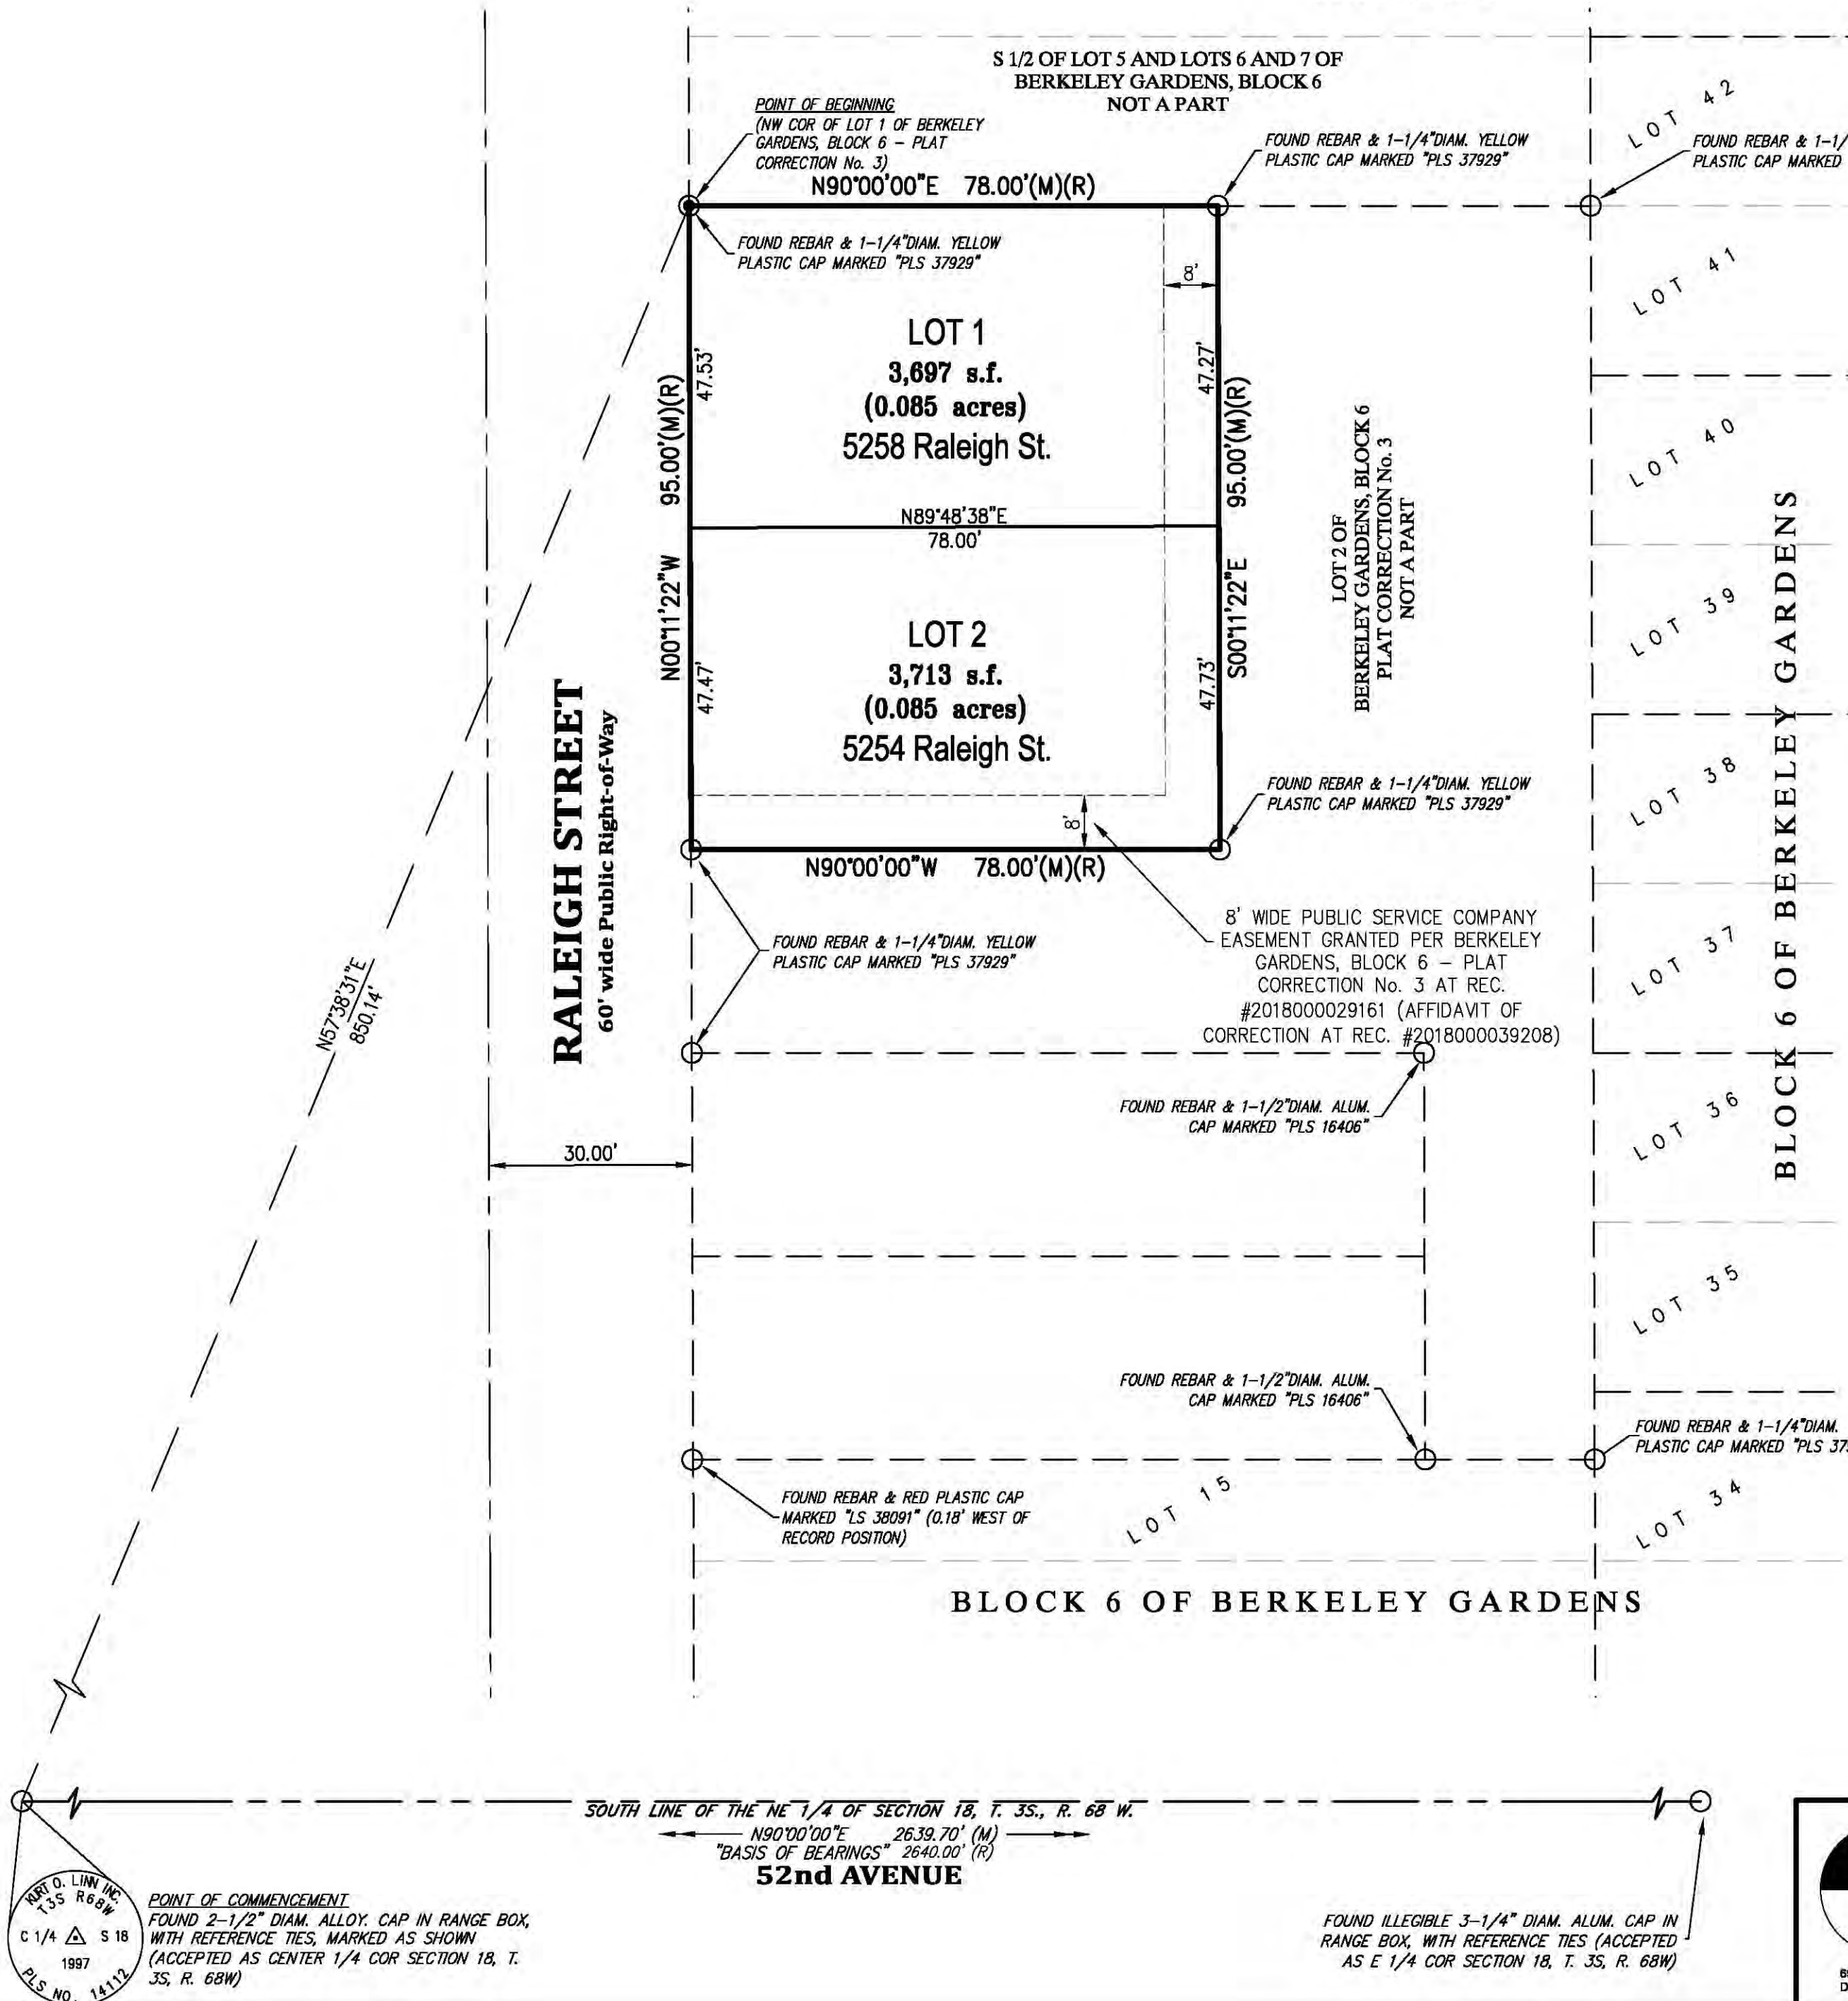 S 1/2 OF LOT 5 AND LOTS 6 AND 7 OF
BERKELEY GARDENS, BLOCK 6
NOT A PART
POINT OF BEGINNING
(NW COR OF LOT 1 OF BERKELEY
GARDENS, BLOCK 6 – PLAT
CORRECTION No. 3)
N90°00'00"E 78.00'(M)(R)
FOUND REBAR & 1-1/4"DIAM. YELLOW
PLASTIC CAP MARKED "PLS 37929"
LOT 42
FOUND REBAR & 1-1/
PLASTIC CAP MARKED
FOUND REBAR & 1-1/4"DIAM. YELLOW
PLASTIC CAP MARKED "PLS 37929"
8'
LOT 41
LOT 1
3,697 s.f.
(0.085 acres)
5258 Raleigh St.
47.53'
95.00'(M)(R)
47.27'
95.00'(M)(R)
LOT 40
N89°48'38"E
78.00'
LOT 2 OF
BERKELEY GARDENS, BLOCK 6
PLAT CORRECTION No. 3
NOT A PART
N00°11'22"W
S00°11'22"E
LOT 39
LOT 2
3,713 s.f.
(0.085 acres)
5254 Raleigh St.
47.47'
47.73'
RALEIGH STREET
60' wide Public Right-of-Way
LOT 38
FOUND REBAR & 1-1/4"DIAM. YELLOW
PLASTIC CAP MARKED "PLS 37929"
8'
N90°00'00"W 78.00'(M)(R)
BLOCK 6 OF BERKELEY GARDENS
8' WIDE PUBLIC SERVICE COMPANY
EASEMENT GRANTED PER BERKELEY
GARDENS, BLOCK 6 – PLAT
CORRECTION No. 3 AT REC.
#2018000029161 (AFFIDAVIT OF
CORRECTION AT REC. #2018000039208)
FOUND REBAR & 1-1/4"DIAM. YELLOW
PLASTIC CAP MARKED "PLS 37929"
LOT 37
N57°38'31"E
850.14'
FOUND REBAR & 1-1/2"DIAM. ALUM.
CAP MARKED "PLS 16406"
LOT 36
30.00'
LOT 35
FOUND REBAR & 1-1/2"DIAM. ALUM.
CAP MARKED "PLS 16406"
FOUND REBAR & 1-1/4"DIAM.
PLASTIC CAP MARKED "PLS 37
FOUND REBAR & RED PLASTIC CAP
MARKED "LS 38091" (0.18' WEST OF
RECORD POSITION)
LOT 15
LOT 34
BLOCK 6 OF BERKELEY GARDENS
SOUTH LINE OF THE NE 1/4 OF SECTION 18, T. 3S., R. 68 W.
N90°00'00"E 2639.70' (M)
"BASIS OF BEARINGS" 2640.00' (R)
52nd AVENUE
KURT O. LINN INC.
T3S R68W
C 1/4 S 18
1997
PLS NO. 14112
POINT OF COMMENCEMENT
FOUND 2-1/2" DIAM. ALLOY. CAP IN RANGE BOX,
WITH REFERENCE TIES, MARKED AS SHOWN
(ACCEPTED AS CENTER 1/4 COR SECTION 18, T.
3S, R. 68W)
FOUND ILLEGIBLE 3-1/4" DIAM. ALUM. CAP IN
RANGE BOX, WITH REFERENCE TIES (ACCEPTED
AS E 1/4 COR SECTION 18, T. 3S, R. 68W)